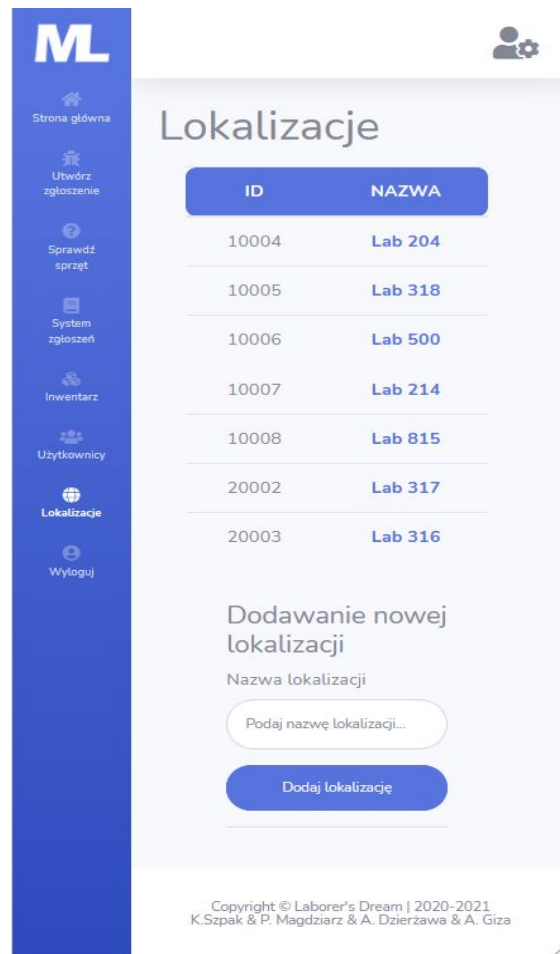 ML
Strona główna
Utwórz
zgłoszenie
Sprawdź
sprzęt
System
zgłoszeń
Inwentarz
Użytkownicy
Lokalizacje
Wyloguj
Lokalizacje
ID NAZWA
10004 Lab 204
10005 Lab 318
10006 Lab 500
10007 Lab 214
10008 Lab 815
20002 Lab 317
20003 Lab 316
Dodawanie nowej
lokalizacji
Nazwa lokalizacji
Podaj nazwę lokalizacji...
Dodaj lokalizację
Copyright © Laborer's Dream | 2020-2021
K.Szpak & P. Magdziarz & A. Dzierżawa & A. Giza